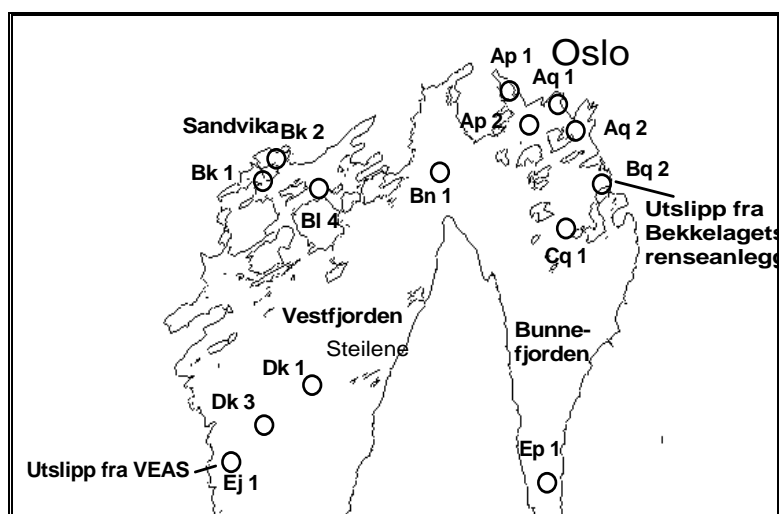 Oslo
Ap 1
Aq 1
Ap 2
Aq 2
Sandvika
Bk 2
Bk 1
Bl 4
Bn 1
Bq 2
Utslipp fra
Bekkelagets
renseanlegg
Cq 1
Vestfjorden
Steilene
Bunne-
fjorden
Dk 1
Dk 3
Utslipp fra VEAS
Ej 1
Ep 1